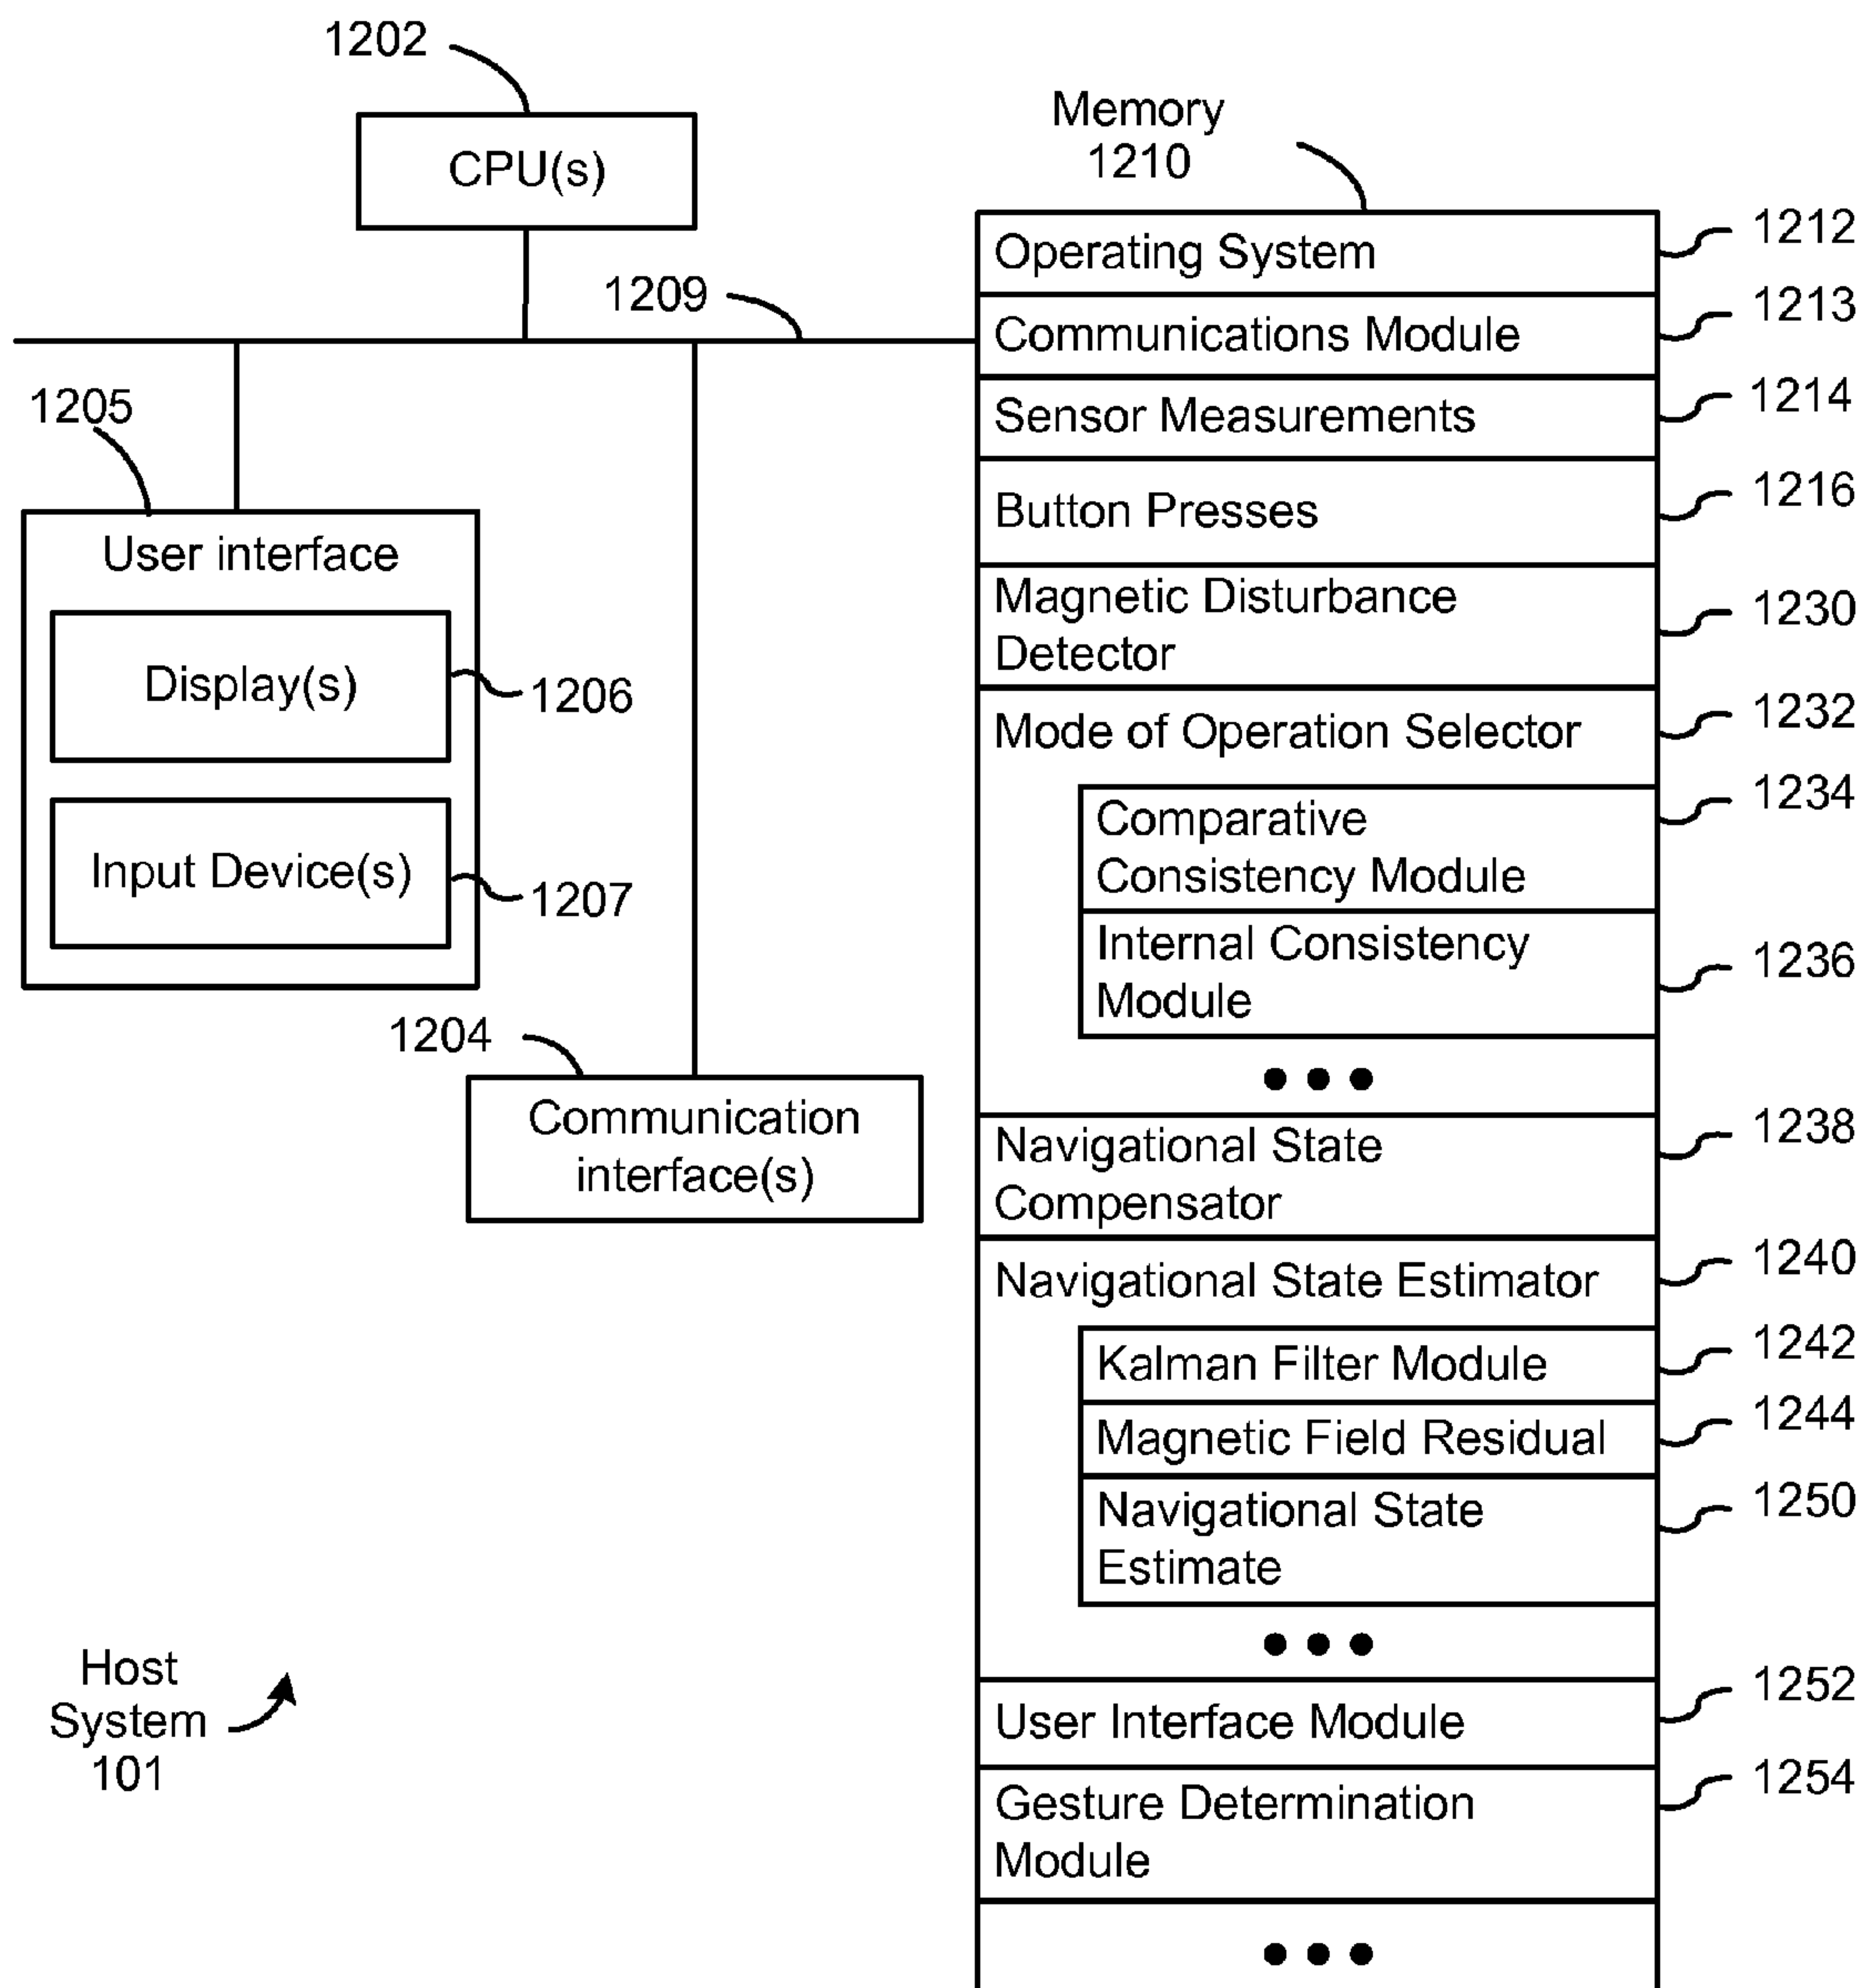 1202
CPU(s)
Memory
1210
1209
1205
User interface
Display(s)
1206
Input Device(s)
1207
1204
Communication
interface(s)
Host
System
101
Operating System
1212
Communications Module
1213
Sensor Measurements
1214
Button Presses
1216
Magnetic Disturbance
Detector
1230
Mode of Operation Selector
1232
Comparative
Consistency Module
1234
Internal Consistency
Module
1236
Navigational State
Compensator
1238
Navigational State Estimator
1240
Kalman Filter Module
1242
Magnetic Field Residual
1244
Navigational State
Estimate
1250
User Interface Module
1252
Gesture Determination
Module
1254